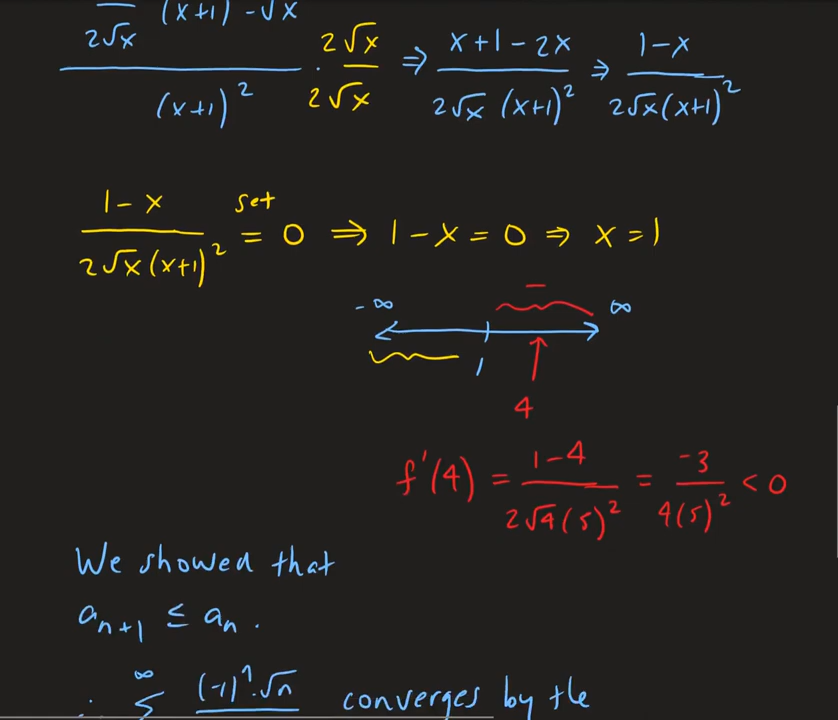 2√x (x+1) - √x
(x+1)² · 2√x / 2√x ⇒ x+1-2x / 2√x (x+1)² ⇒ 1-x / 2√x(x+1)²
1-x / 2√x(x+1)² set = 0 ⇒ 1-x = 0 ⇒ x = 1
-∞ - ∞
1
4
f'(4) = 1-4 / 2√4(5)² = -3 / 4(5)² < 0
We showed that
aₙ₊₁ ≤ aₙ.
∴ ∞ Σ (-1)ⁿ·√n converges by the